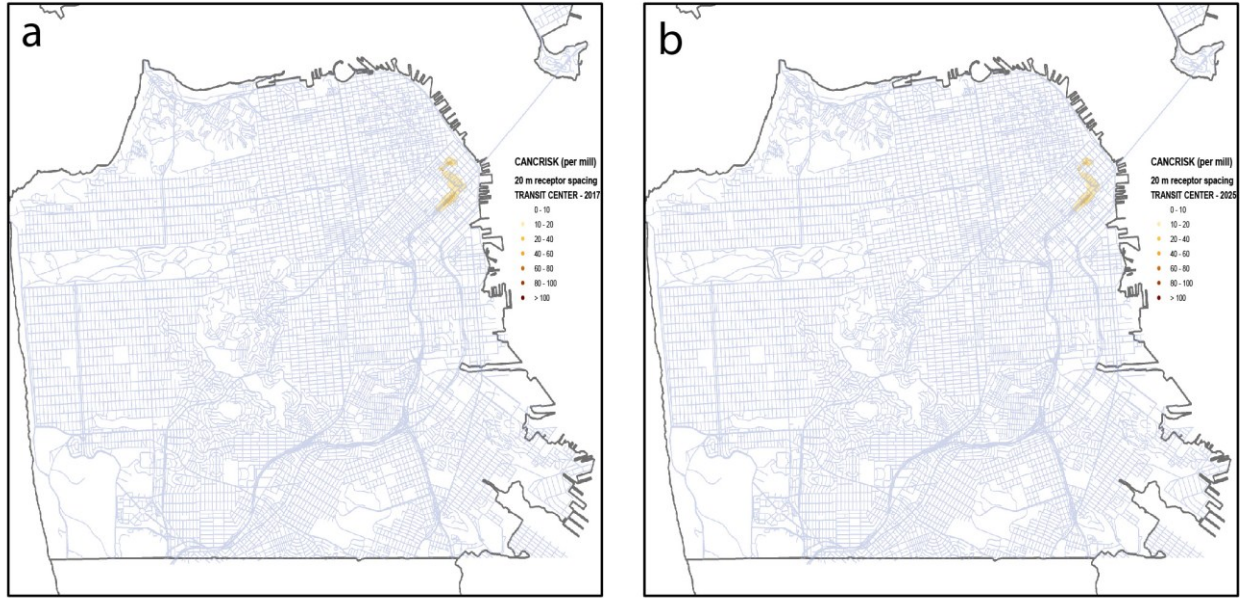 a
CANCRISK (per mill)
20 m receptor spacing
TRANSIT CENTER - 2017
0 - 10
10 - 20
20 - 40
40 - 60
60 - 80
80 - 100
> 100
b
CANCRISK (per mill)
20 m receptor spacing
TRANSIT CENTER - 2025
0 - 10
10 - 20
20 - 40
40 - 60
60 - 80
80 - 100
> 100